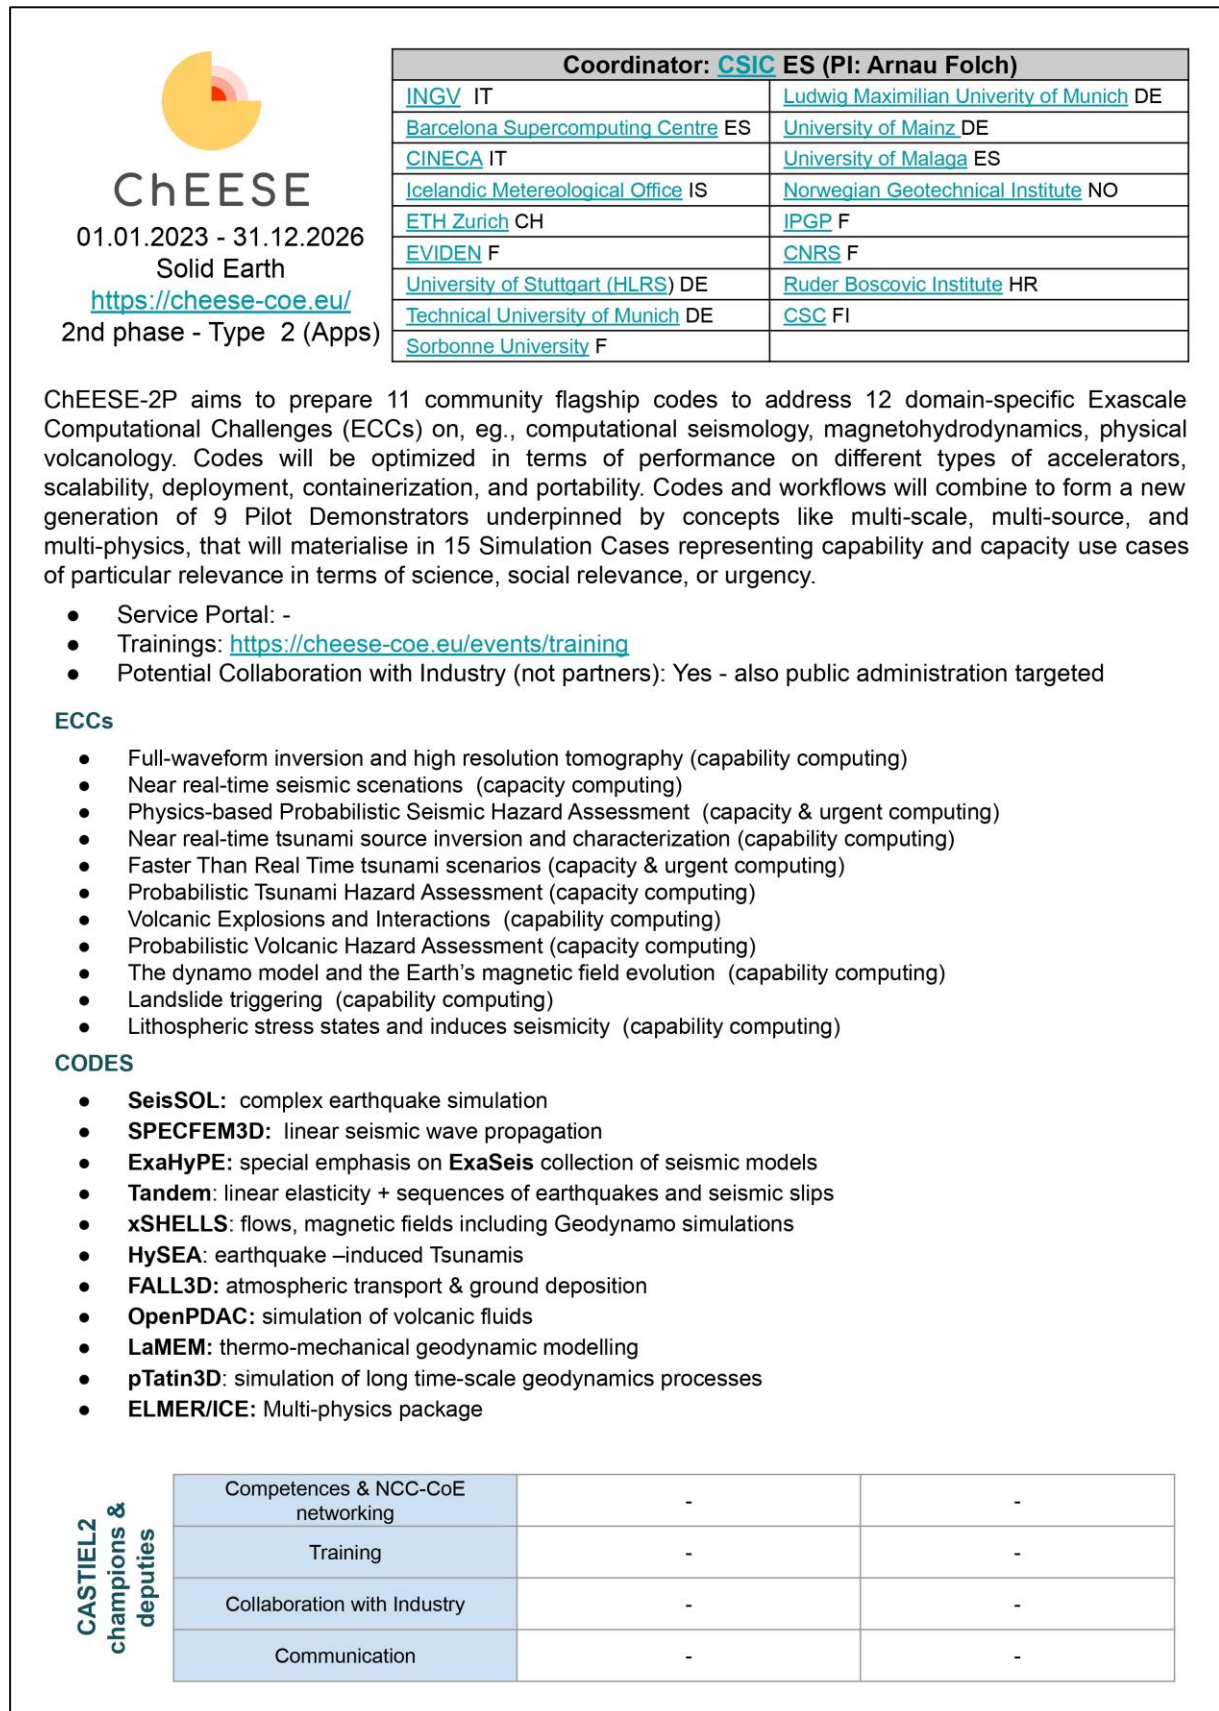 ChEESE
01.01.2023 - 31.12.2026
Solid Earth
https://cheese-coe.eu/
2nd phase - Type  2 (Apps)
Coordinator: CSIC ES (PI: Arnau Folch)
INGV  IT
Ludwig Maximilian Univerity of Munich DE
Barcelona Supercomputing Centre ES
University of Mainz DE
CINECA IT
University of Malaga ES
Icelandic Metereological Office IS
Norwegian Geotechnical Institute NO
ETH Zurich CH
IPGP F
EVIDEN F
CNRS F
University of Stuttgart (HLRS) DE
Ruder Boscovic Institute HR
Technical University of Munich DE
CSC FI
Sorbonne University F
ChEESE-2P aims to prepare 11 community flagship codes to address 12 domain-specific Exascale
Computational Challenges (ECCs) on, eg., computational seismology, magnetohydrodynamics, physical
volcanology. Codes will be optimized in terms of performance on different types of accelerators,
scalability, deployment, containerization, and portability. Codes and workflows will combine to form a new
generation of 9 Pilot Demonstrators underpinned by concepts like multi-scale, multi-source, and
multi-physics, that will materialise in 15 Simulation Cases representing capability and capacity use cases
of particular relevance in terms of science, social relevance, or urgency.
● Service Portal: -
● Trainings: https://cheese-coe.eu/events/training
● Potential Collaboration with Industry (not partners): Yes - also public administration targeted
ECCs
● Full-waveform inversion and high resolution tomography (capability computing)
● Near real-time seismic scenations  (capacity computing)
● Physics-based Probabilistic Seismic Hazard Assessment  (capacity & urgent computing)
● Near real-time tsunami source inversion and characterization (capability computing)
● Faster Than Real Time tsunami scenarios (capacity & urgent computing)
● Probabilistic Tsunami Hazard Assessment (capacity computing)
● Volcanic Explosions and Interactions  (capability computing)
● Probabilistic Volcanic Hazard Assessment (capacity computing)
● The dynamo model and the Earth's magnetic field evolution  (capability computing)
● Landslide triggering  (capability computing)
● Lithospheric stress states and induces seismicity  (capability computing)
CODES
● SeisSOL:  complex earthquake simulation
● SPECFEM3D:  linear seismic wave propagation
● ExaHyPE: special emphasis on ExaSeis collection of seismic models
● Tandem: linear elasticity + sequences of earthquakes and seismic slips
● xSHELLS: flows, magnetic fields including Geodynamo simulations
● HySEA: earthquake –induced Tsunamis
● FALL3D: atmospheric transport & ground deposition
● OpenPDAC: simulation of volcanic fluids
● LaMEM: thermo-mechanical geodynamic modelling
● pTatin3D: simulation of long time-scale geodynamics processes
● ELMER/ICE: Multi-physics package
CASTIEL2
champions &
deputies
Competences & NCC-CoE
networking
-
-
Training
-
-
Collaboration with Industry
-
-
Communication
-
-